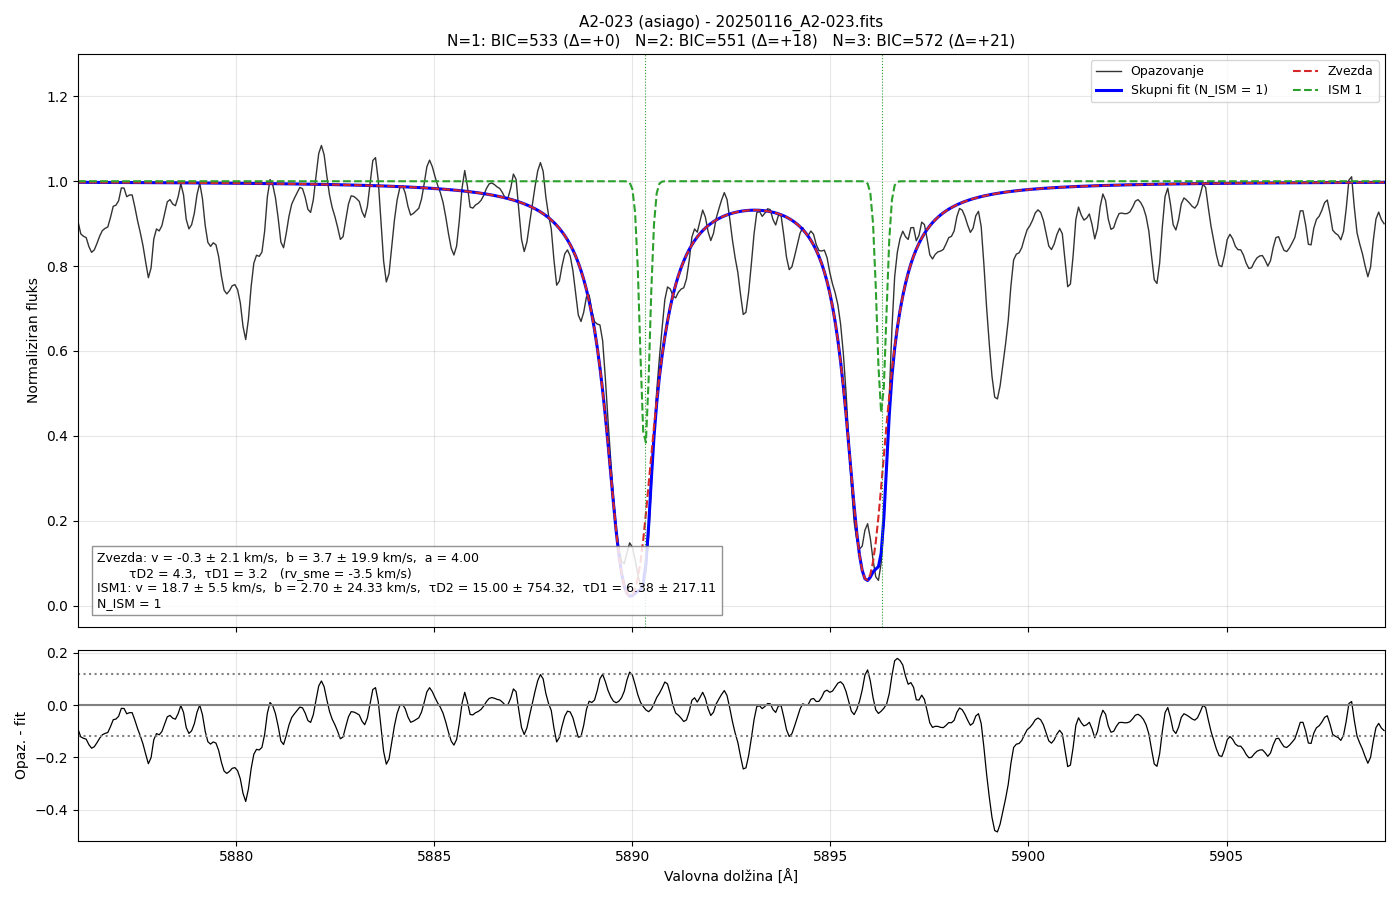 A2-023 (asiago) - 20250116_A2-023.fits
N=1: BIC=533 (Δ=+0)   N=2: BIC=551 (Δ=+18)   N=3: BIC=572 (Δ=+21)
Opazovanje
Skupni fit (N_ISM = 1)
Zvezda
ISM 1
Normaliziran fluks
1.2
1.0
0.8
0.6
0.4
0.2
0.0
Zvezda: v = -0.3 ± 2.1 km/s,  b = 3.7 ± 19.9 km/s,  a = 4.00
τD2 = 4.3,  τD1 = 3.2   (rv_sme = -3.5 km/s)
ISM1: v = 18.7 ± 5.5 km/s,  b = 2.70 ± 24.33 km/s,  τD2 = 15.00 ± 754.32,  τD1 = 6.38 ± 217.11
N_ISM = 1
Opaz. - fit
0.2
0.0
−0.2
−0.4
5880
5885
5890
5895
5900
5905
Valovna dolžina [Å]